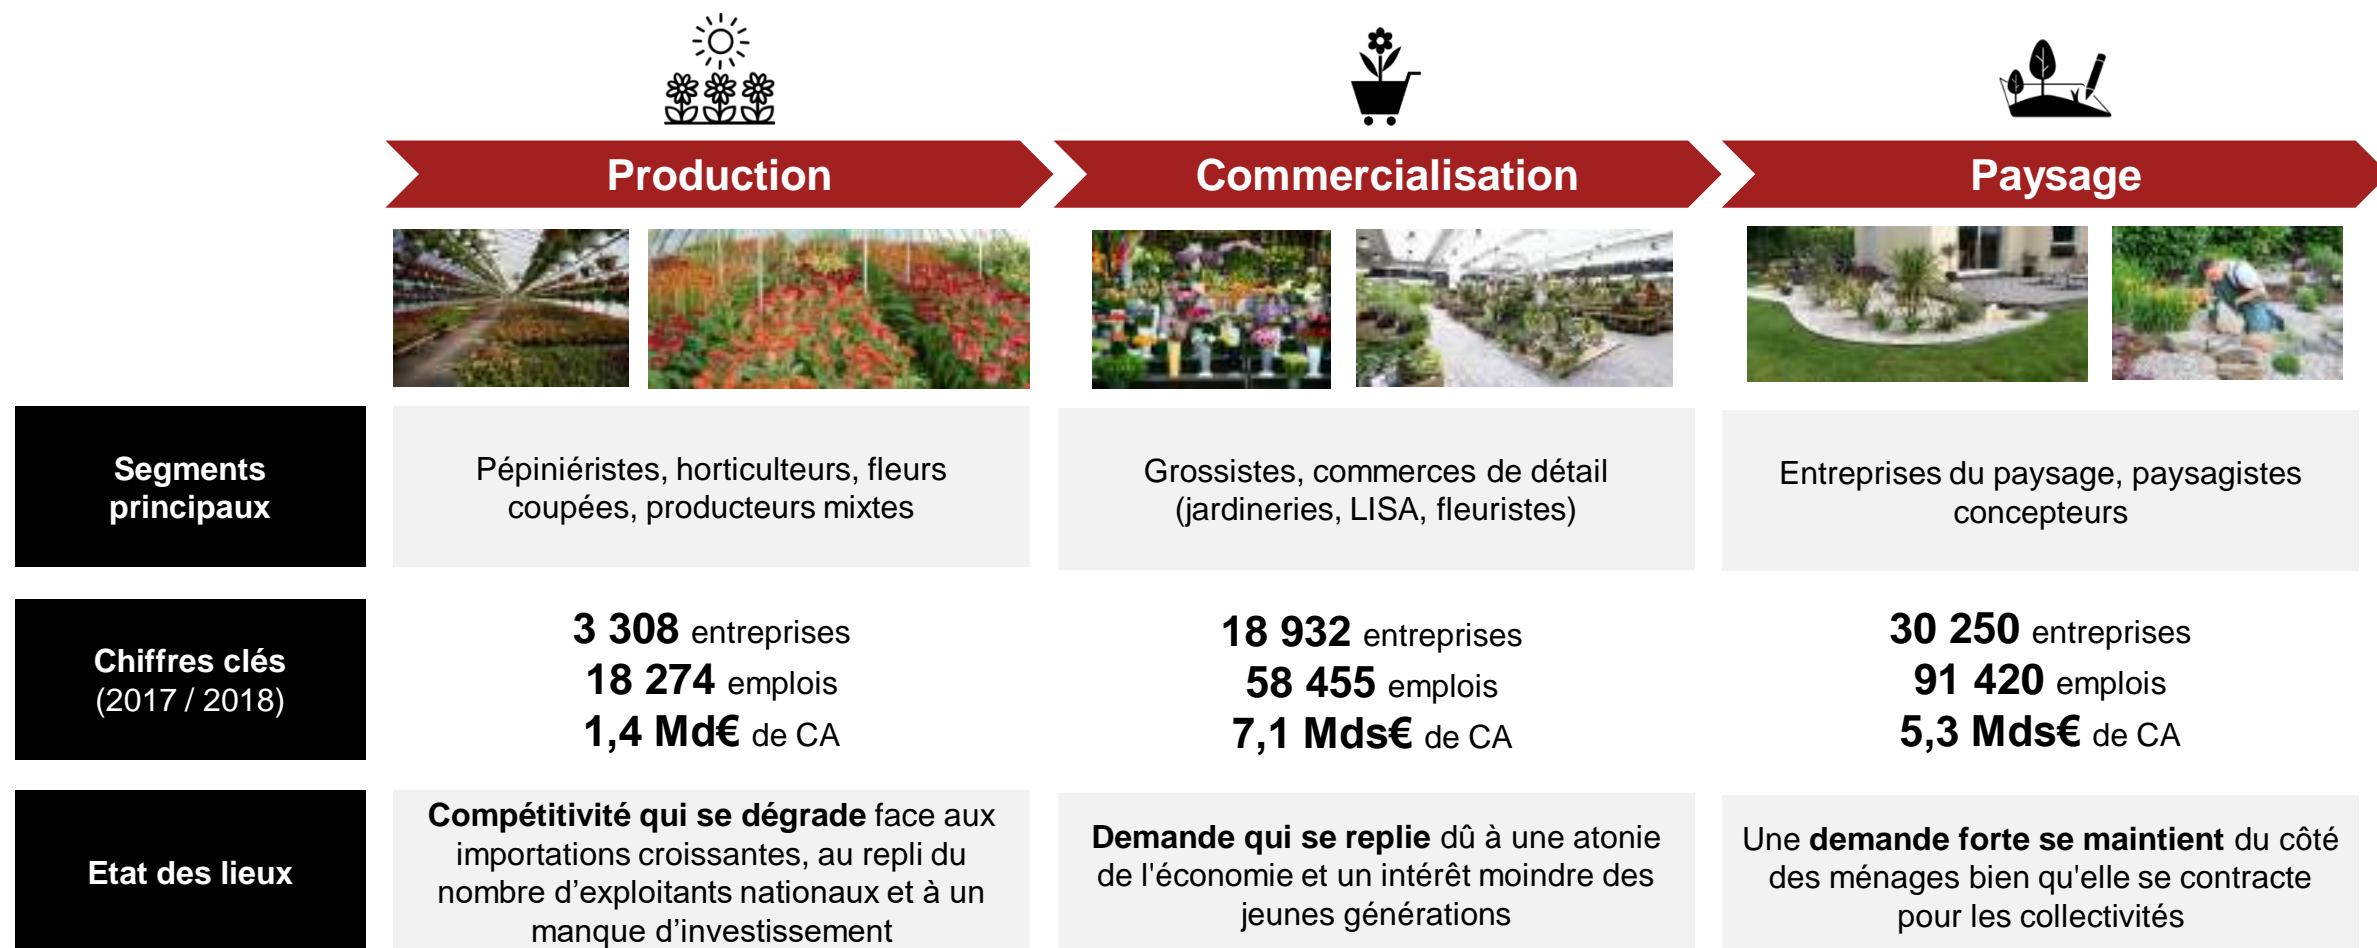 Production
Commercialisation
Paysage
Segments
principaux
Pépiniéristes, horticulteurs, fleurs
coupées, producteurs mixtes
Grossistes, commerces de détail
(jardineries, LISA, fleuristes)
Entreprises du paysage, paysagistes
concepteurs
Chiffres clés
(2017 / 2018)
3 308 entreprises
18 274 emplois
1,4 Md€ de CA
18 932 entreprises
58 455 emplois
7,1 Mds€ de CA
30 250 entreprises
91 420 emplois
5,3 Mds€ de CA
Etat des lieux
Compétitivité qui se dégrade face aux
importations croissantes, au repli du
nombre d’exploitants nationaux et à un
manque d’investissement
Demande qui se replie dû à une atonie
de l'économie et un intérêt moindre des
jeunes générations
Une demande forte se maintient du côté
des ménages bien qu'elle se contracte
pour les collectivités